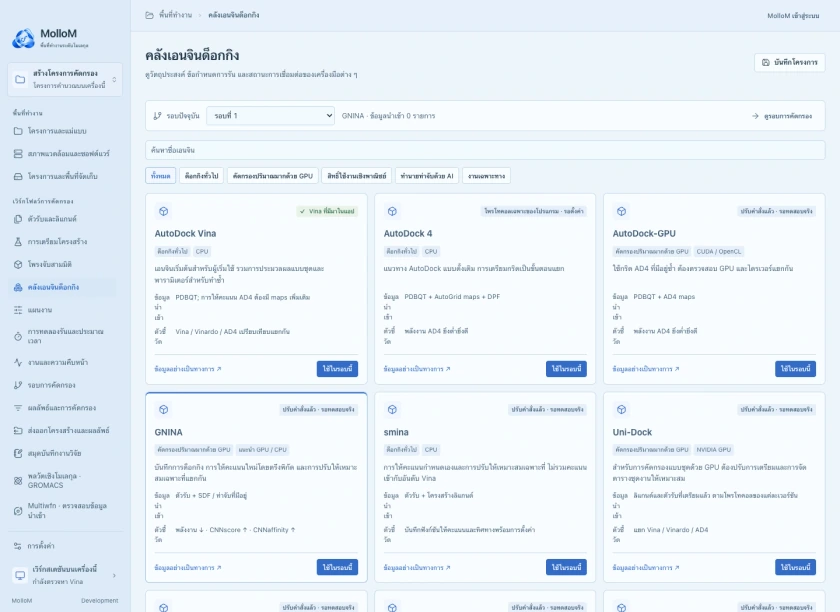 MolloM
พื้นที่ทำงานระดับโมเลกุล
สร้างโครงการคัดกรอง
โครงการคำนวณบนเครื่องนี้
พื้นที่ทำงาน
โครงการและแม่แบบ
สภาพแวดล้อมและซอฟต์แวร์
โครงการและพื้นที่จัดเก็บ
เวิร์กโฟลว์การคัดกรอง
ตัวรับและลิแกนด์
การเตรียมโครงสร้าง
โพรงจับสามมิติ
คลังเอนจินด็อกกิง
แผนงาน
การทดลองรันและประมาณ
เวลา
งานและความคืบหน้า
รอบการคัดกรอง
ผลลัพธ์และการคัดกรอง
ส่งออกโครงสร้างและผลลัพธ์
สมุดบันทึกงานวิจัย
พลวัตเชิงโมเลกุล ·
GROMACS
Multiwfn · ตรวจสอบข้อมูล
นำเข้า
การตั้งค่า
เวิร์กสเตชันบนเครื่องนี้
กำลังตรวจหา Vina
MolloM
Development
พื้นที่ทำงาน › คลังเอนจินด็อกกิง
MolloM เข้าสู่ระบบ
คลังเอนจินด็อกกิง
ดูวัตถุประสงค์ ข้อกำหนดการรัน และสถานะการเชื่อมต่อของเครื่องมือต่าง ๆ
บันทึกโครงการ
รอบปัจจุบัน รอบที่ 1 GNINA · ข้อมูลนำเข้า 0 รายการ
→ ดูรอบการคัดกรอง
ค้นหาชื่อเอนจิน
ทั้งหมด ด็อกกิงทั่วไป คัดกรองปริมาณมากด้วย GPU สิทธิ์ใช้งานเชิงพาณิชย์ ทำนายท่าจับด้วย AI งานเฉพาะทาง
✓ Vina ที่มีมาในแอป
AutoDock Vina
ด็อกกิงทั่วไป CPU
เอนจินเริ่มต้นสำหรับผู้เริ่มใช้ รวมการประมวลผลแบบชุดและ
พารามิเตอร์สำหรับทำซ้ำ
ข้อมูล
นำ
เข้า
PDBQT; การให้คะแนน AD4 ต้องมี maps เพิ่มเติม
ตัวชี้
วัด
Vina / Vinardo / AD4 เปรียบเทียบแยกกัน
ข้อมูลอย่างเป็นทางการ ↗ ใช้ในรอบนี้
โพรโทคอลเฉพาะของโปรแกรม · รอตั้งค่า
AutoDock 4
ด็อกกิงทั่วไป CPU
แนวทาง AutoDock แบบดั้งเดิม การเตรียมกริดเป็นขั้นตอนแยก
ข้อมูล
นำ
เข้า
PDBQT + AutoGrid maps + DPF
ตัวชี้
วัด
พลังงาน AD4 ยิ่งต่ำยิ่งดี
ข้อมูลอย่างเป็นทางการ ↗ ใช้ในรอบนี้
ปรับคำสั่งแล้ว · รอทดสอบจริง
AutoDock-GPU
คัดกรองปริมาณมากด้วย GPU CUDA / OpenCL
ใช้กริด AD4 ที่มีอยู่ซ้ำ ต้องตรวจสอบ GPU และไดรเวอร์แยกกัน
ข้อมูล
นำ
เข้า
PDBQT + AD4 maps
ตัวชี้
วัด
พลังงาน AD4 ยิ่งต่ำยิ่งดี
ข้อมูลอย่างเป็นทางการ ↗ ใช้ในรอบนี้
ปรับคำสั่งแล้ว · รอทดสอบจริง
GNINA
คัดกรองปริมาณมากด้วย GPU แนะนำ GPU / CPU
บันทึกการด็อกกิง การให้คะแนนใหม่โดยตรึงพิกัด และการปรับให้เหมาะ
สมเฉพาะที่แยกกัน
ข้อมูล
นำ
เข้า
ตัวรับ + SDF / ท่าจับที่มีอยู่
ตัวชี้
วัด
พลังงาน ↓ · CNNscore ↑ · CNNaffinity ↑
ข้อมูลอย่างเป็นทางการ ↗ ใช้ในรอบนี้
ปรับคำสั่งแล้ว · รอทดสอบจริง
smina
ด็อกกิงทั่วไป CPU
การให้คะแนนกำหนดเองและการปรับให้เหมาะสมเฉพาะที่ ไม่รวมคะแนน
เข้ากับอันดับ Vina
ข้อมูล
นำ
เข้า
ตัวรับ + โครงสร้างลิแกนด์
ตัวชี้
วัด
บันทึกฟังก์ชันให้คะแนนและทิศทางพร้อมการตั้งค่า
ข้อมูลอย่างเป็นทางการ ↗ ใช้ในรอบนี้
ปรับคำสั่งแล้ว · รอทดสอบจริง
Uni-Dock
คัดกรองปริมาณมากด้วย GPU NVIDIA GPU
สำหรับการคัดกรองแบบชุดด้วย GPU ต้องปรับการเตรียมและการจัด
ตารางชุดงานให้เหมาะสม
ข้อมูล
นำ
เข้า
ลิแกนด์และตัวรับที่เตรียมแล้ว ตามโพรโทคอลของแต่ละเวอร์ชัน
ตัวชี้
วัด
แยก Vina / Vinardo / AD4
ข้อมูลอย่างเป็นทางการ ↗ ใช้ในรอบนี้
ปรับคำสั่งแล้ว · รอทดสอบจริง
ปรับคำสั่งแล้ว · รอทดสอบจริง
ปรับคำสั่งแล้ว · รอทดสอบจริง